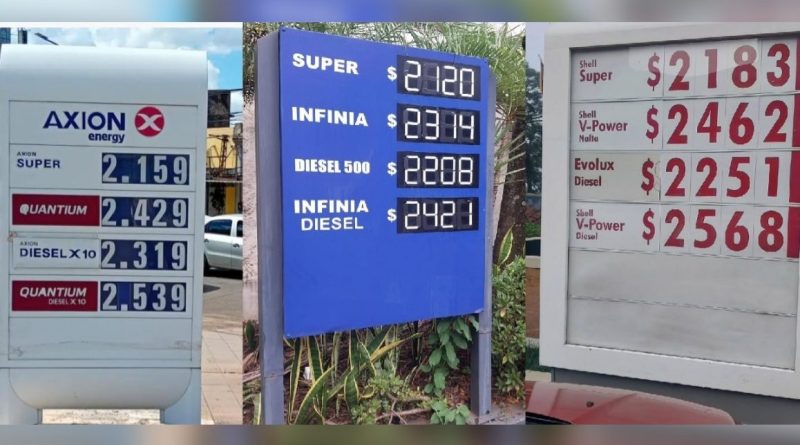 AXION
energy
AXION
SUPER 2.159
QUANTIUM 2.429
AXION
DIESEL X10 2.319
QUANTIUM
DIESEL X 10 2.539
SUPER $2120
INFINIA $2314
DIESEL 500 $2208
INFINIA
DIESEL $2421
Shell
Super $2183
Shell
V-Power
Nafta $2462
Evolux
Diesel $2251
Shell
V-Power
Diesel $2568